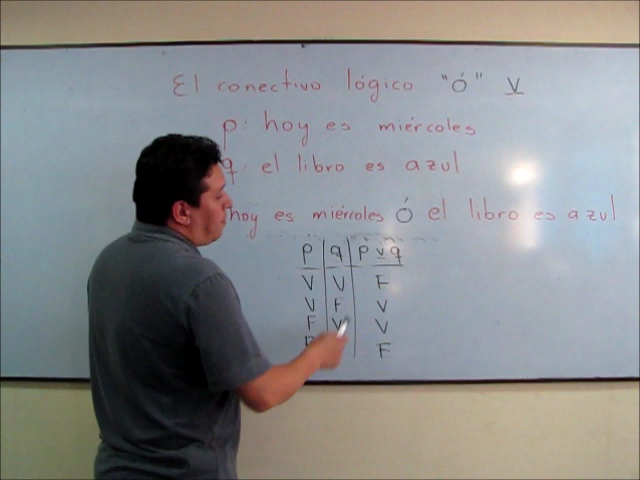 El conectivo lógico "ó" ⊻
p: hoy es miércoles
q: el libro es azul
hoy es miércoles ó el libro es azul
p q p ⊻ q
V V F
V F V
F V V
F F